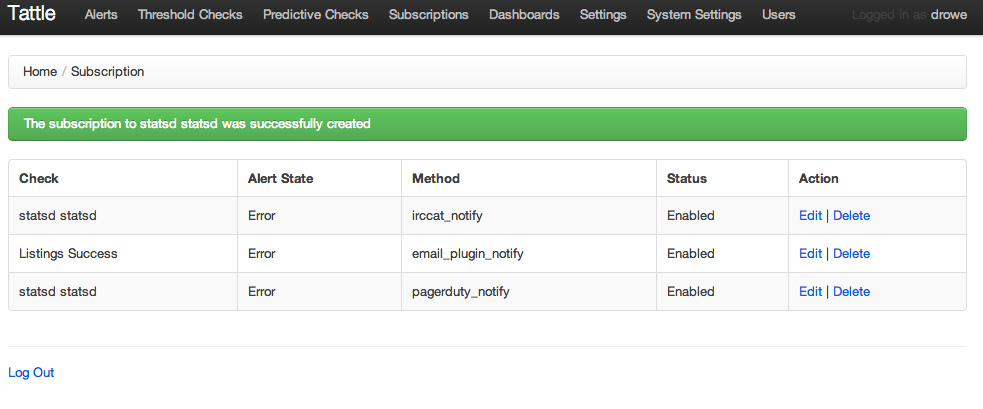 Tattle Alerts Threshold Checks Predictive Checks Subscriptions Dashboards Settings System Settings Users Logged in as drowe
Home / Subscription
The subscription to statsd statsd was successfully created
Check Alert State Method Status Action
statsd statsd Error irccat_notify Enabled Edit | Delete
Listings Success Error email_plugin_notify Enabled Edit | Delete
statsd statsd Error pagerduty_notify Enabled Edit | Delete
Log Out